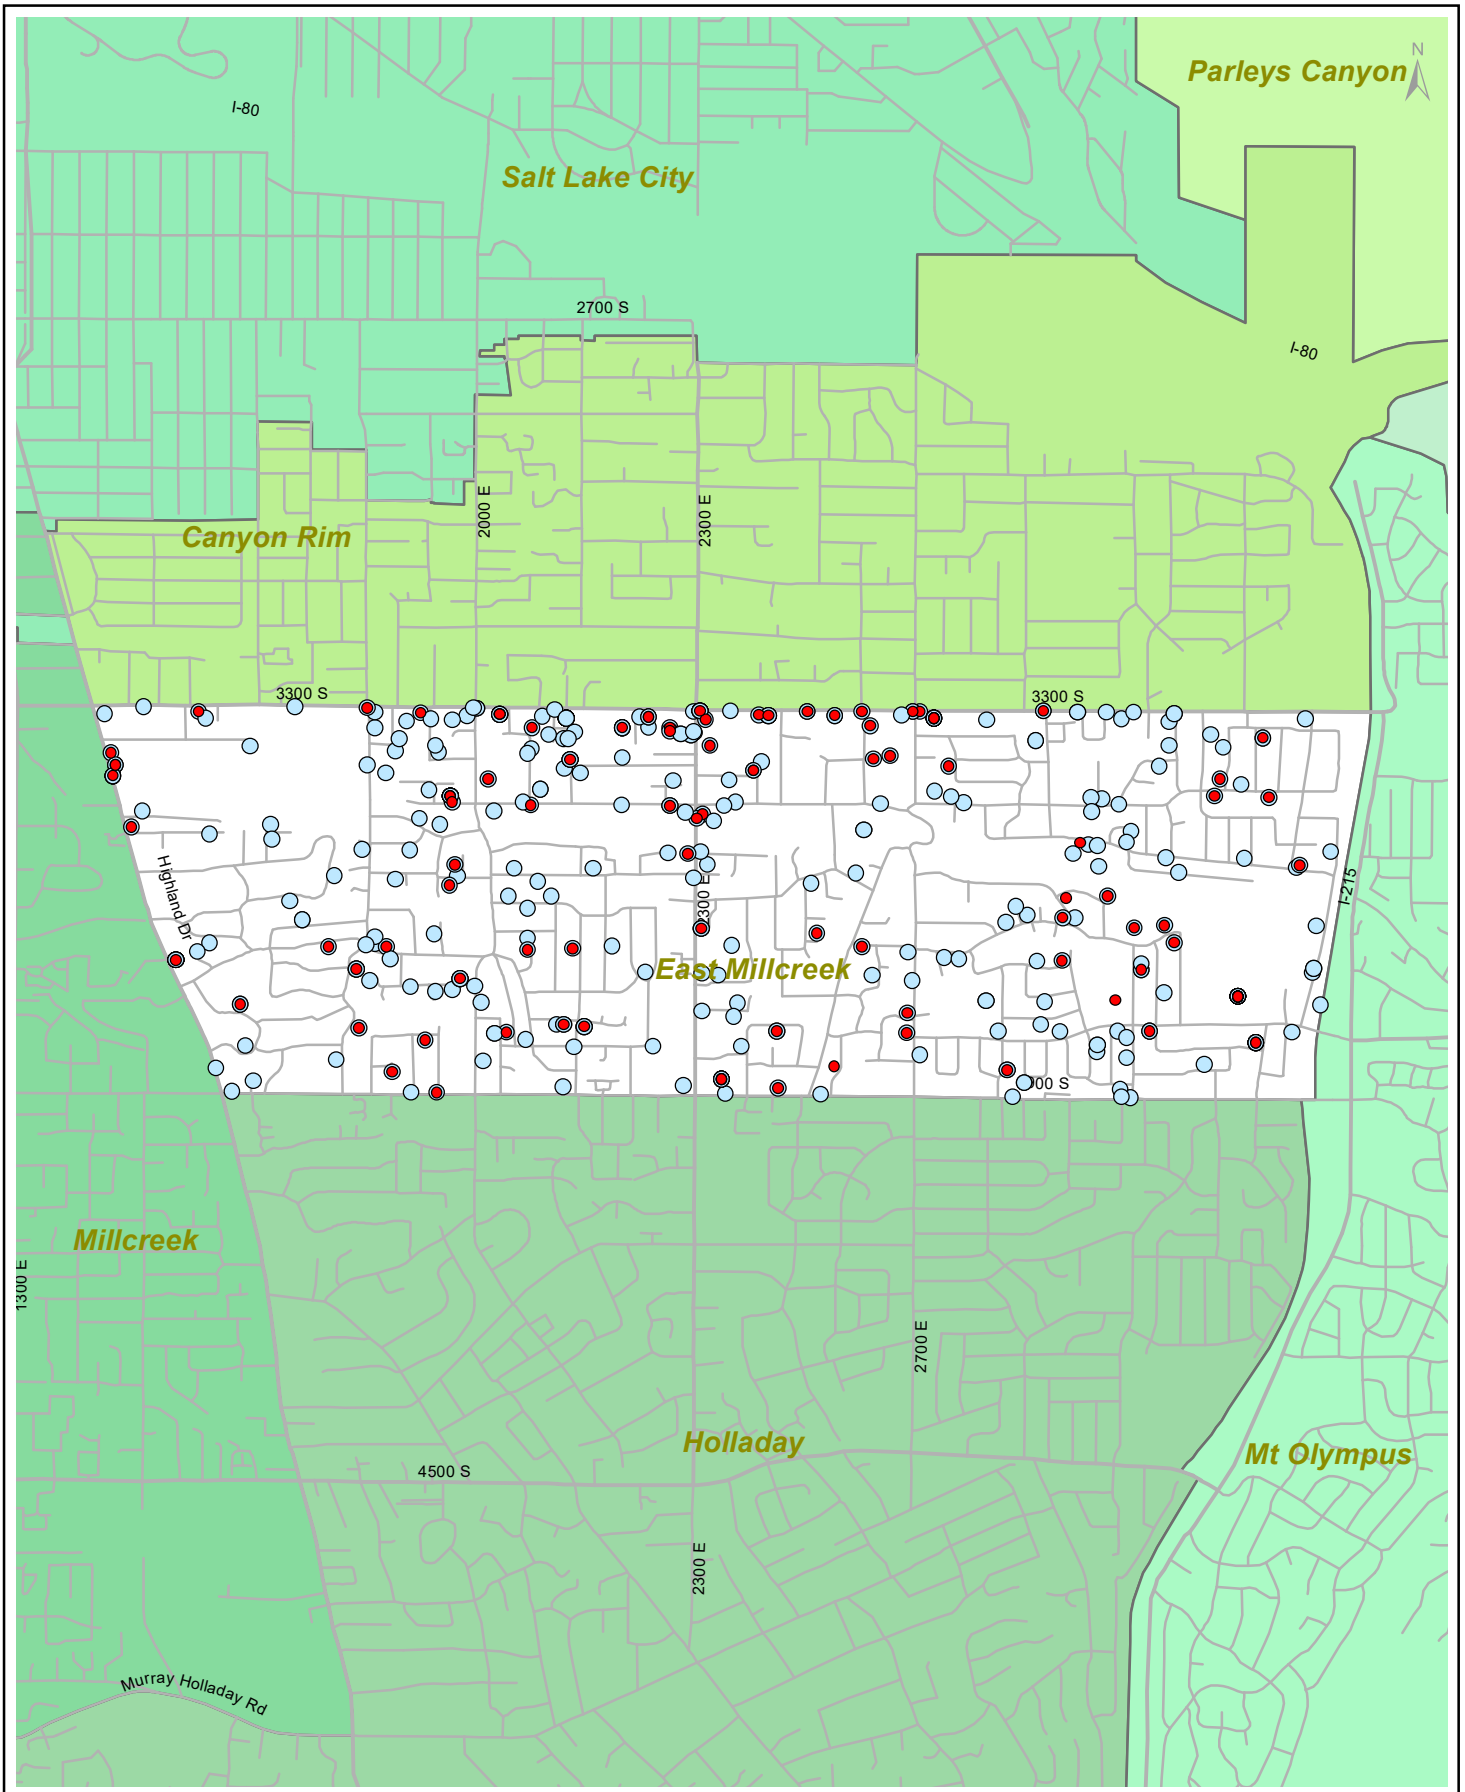 N
Parleys Canyon
I-80
Salt Lake City
2700 S
I-80
2000 E
2300 E
Canyon Rim
3300 S
3300 S
Highland Dr
I-215
2300 E
East Millcreek
00 S
Millcreek
1300 E
2700 E
Holladay
Mt Olympus
4500 S
2300 E
Murray Holladay Rd